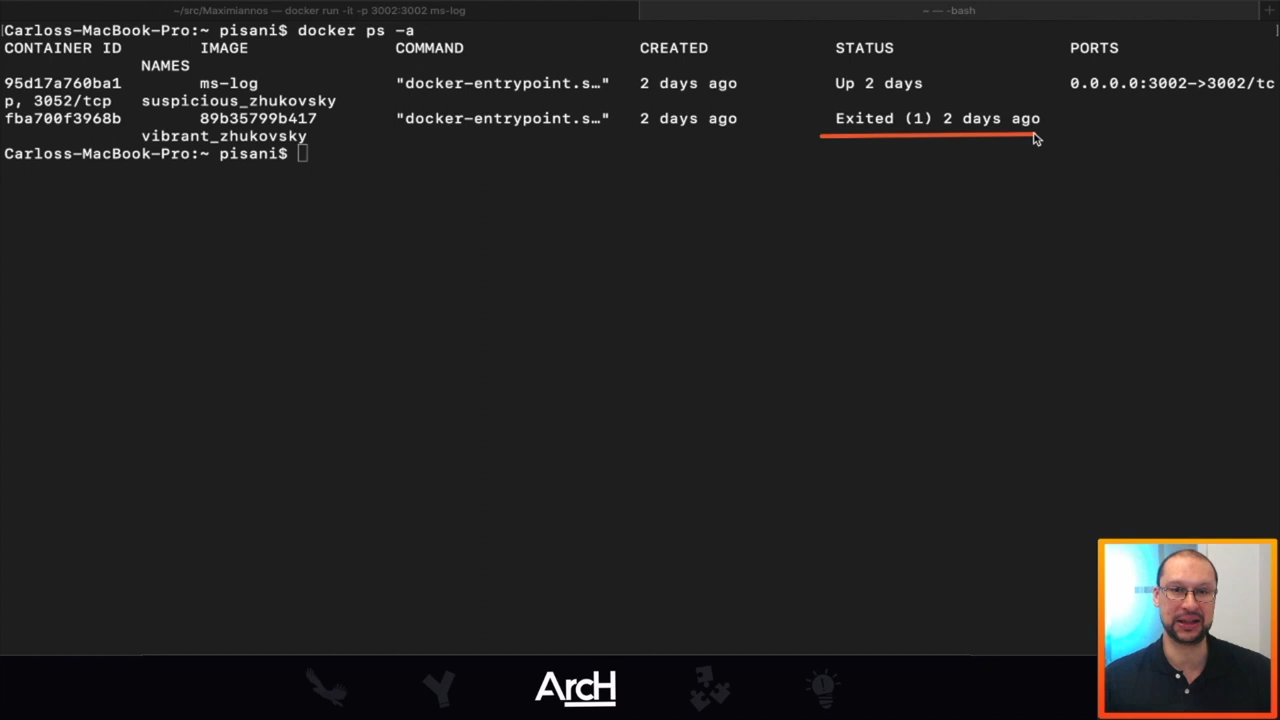 ~/src/Maximiannos — docker run -it -p 3002:3002 ms-log
~ — -bash
Carloss-MacBook-Pro:~ pisani$ docker ps -a
CONTAINER ID IMAGE COMMAND CREATED STATUS PORTS
NAMES
95d17a760ba1 ms-log "docker-entrypoint.s…" 2 days ago Up 2 days 0.0.0.0:3002->3002/tc
p, 3052/tcp suspicious_zhukovsky
fba700f3968b 89b35799b417 "docker-entrypoint.s…" 2 days ago Exited (1) 2 days ago
vibrant_zhukovsky
Carloss-MacBook-Pro:~ pisani$
ArcH